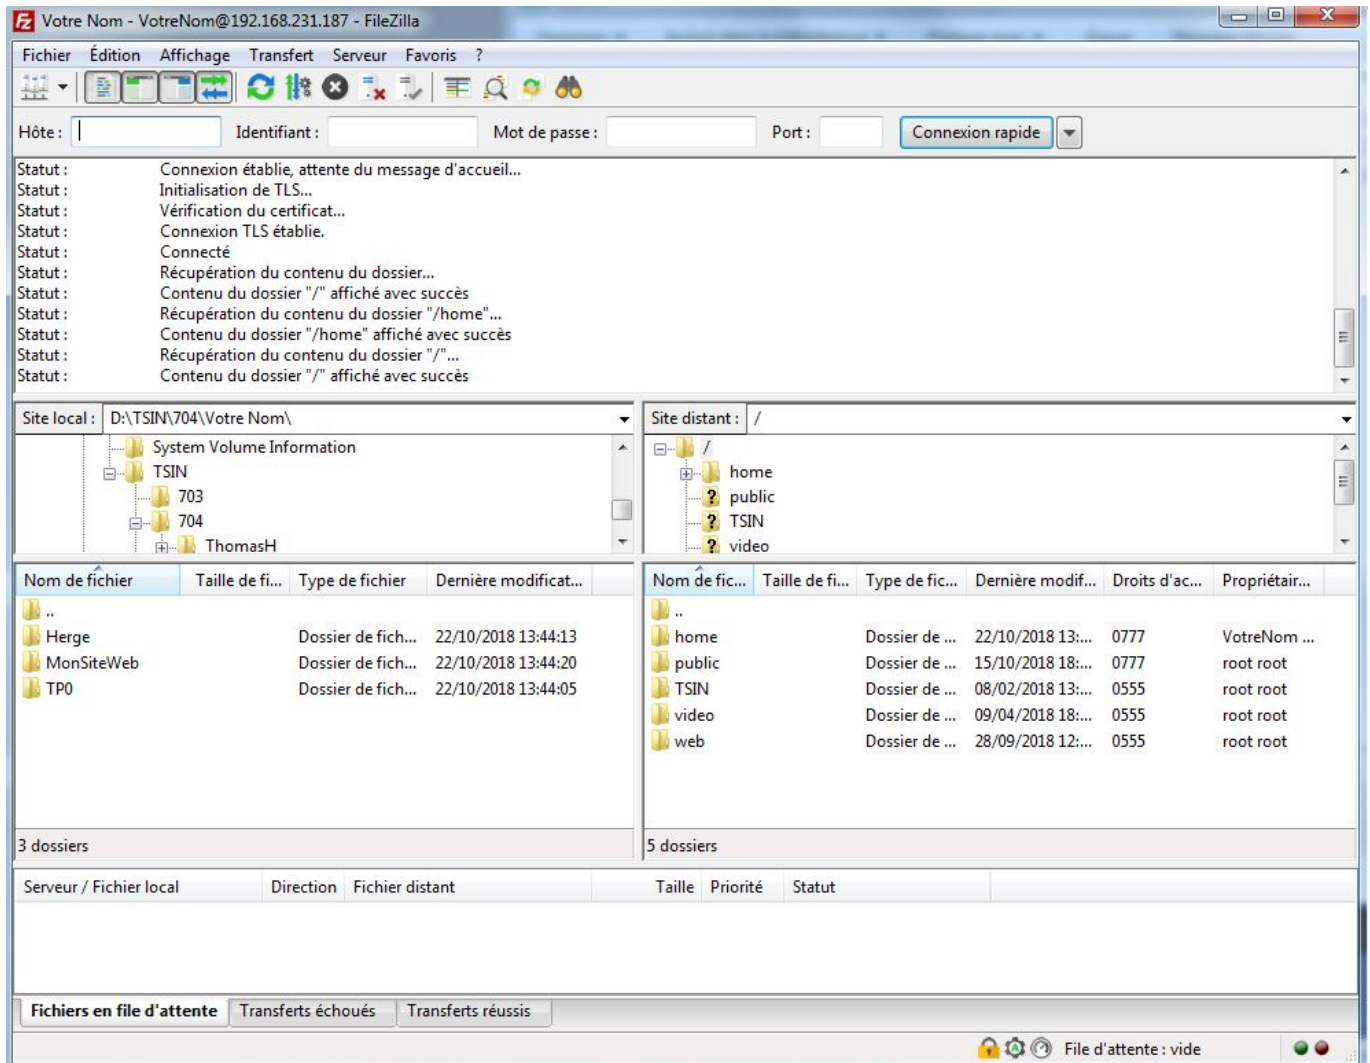 Votre Nom - VotreNom@192.168.231.187 - FileZilla
Fichier Édition Affichage Transfert Serveur Favoris ?
Hôte : Identifiant : Mot de passe : Port : Connexion rapide
Statut : Connexion établie, attente du message d'accueil...
Statut : Initialisation de TLS...
Statut : Vérification du certificat...
Statut : Connexion TLS établie.
Statut : Connecté
Statut : Récupération du contenu du dossier...
Statut : Contenu du dossier "/" affiché avec succès
Statut : Récupération du contenu du dossier "/home"...
Statut : Contenu du dossier "/home" affiché avec succès
Statut : Récupération du contenu du dossier "/"...
Statut : Contenu du dossier "/" affiché avec succès
Site local : D:\TSIN\704\Votre Nom\
System Volume Information
TSIN
703
704
ThomasH
Site distant : /
/
home
? public
? TSIN
? video
Nom de fichier Taille de fi... Type de fichier Dernière modificat...
..
Herge Dossier de fich... 22/10/2018 13:44:13
MonSiteWeb Dossier de fich... 22/10/2018 13:44:20
TP0 Dossier de fich... 22/10/2018 13:44:05
3 dossiers
Nom de fic... Taille de fi... Type de fic... Dernière modif... Droits d'ac... Propriétair...
..
home Dossier de ... 22/10/2018 13:... 0777 VotreNom ...
public Dossier de ... 15/10/2018 18:... 0777 root root
TSIN Dossier de ... 08/02/2018 13:... 0555 root root
video Dossier de ... 09/04/2018 18:... 0555 root root
web Dossier de ... 28/09/2018 12:... 0555 root root
5 dossiers
Serveur / Fichier local Direction Fichier distant Taille Priorité Statut
Fichiers en file d'attente Transferts échoués Transferts réussis
File d'attente : vide